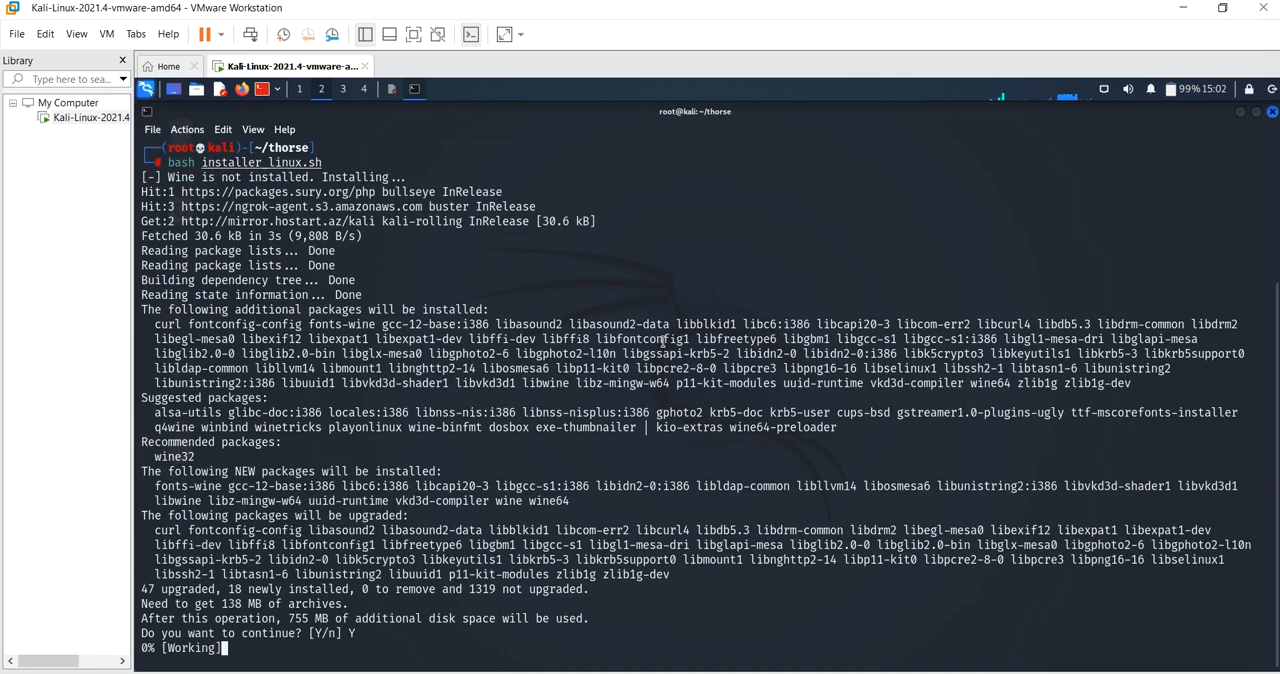 Kali-Linux-2021.4-vmware-amd64 - VMware Workstation
File Edit View VM Tabs Help
Library
Type here to sea...
My Computer
Kali-Linux-2021.4
Home
Kali-Linux-2021.4-vmware-a...
1 2 3 4
99% 15:02
root@kali: ~/thorse
File Actions Edit View Help
(root💀kali)-[~/thorse]
# bash installer_linux.sh
[-] Wine is not installed. Installing...
Hit:1 https://packages.sury.org/php bullseye InRelease
Hit:3 https://ngrok-agent.s3.amazonaws.com buster InRelease
Get:2 http://mirror.hostart.az/kali kali-rolling InRelease [30.6 kB]
Fetched 30.6 kB in 3s (9,808 B/s)
Reading package lists... Done
Reading package lists... Done
Building dependency tree... Done
Reading state information... Done
The following additional packages will be installed:
curl fontconfig-config fonts-wine gcc-12-base:i386 libasound2 libasound2-data libblkid1 libc6:i386 libcapi20-3 libcom-err2 libcurl4 libdb5.3 libdrm-common libdrm2
libegl-mesa0 libexif12 libexpat1 libexpat1-dev libffi-dev libffi8 libfontconfig1 libfreetype6 libgbm1 libgcc-s1 libgcc-s1:i386 libgl1-mesa-dri libglapi-mesa
libglib2.0-0 libglib2.0-bin libglx-mesa0 libgphoto2-6 libgphoto2-l10n libgssapi-krb5-2 libidn2-0 libidn2-0:i386 libk5crypto3 libkeyutils1 libkrb5-3 libkrb5support0
libldap-common libllvm14 libmount1 libnghttp2-14 libosmesa6 libp11-kit0 libpcre2-8-0 libpcre3 libpng16-16 libselinux1 libssh2-1 libtasn1-6 libunistring2
libunistring2:i386 libuuid1 libvkd3d-shader1 libvkd3d1 libwine libz-mingw-w64 p11-kit-modules uuid-runtime vkd3d-compiler wine64 zlib1g zlib1g-dev
Suggested packages:
alsa-utils glibc-doc:i386 locales:i386 libnss-nis:i386 libnss-nisplus:i386 gphoto2 krb5-doc krb5-user cups-bsd gstreamer1.0-plugins-ugly ttf-mscorefonts-installer
q4wine winbind winetricks playonlinux wine-binfmt dosbox exe-thumbnailer | kio-extras wine64-preloader
Recommended packages:
wine32
The following NEW packages will be installed:
fonts-wine gcc-12-base:i386 libc6:i386 libcapi20-3 libgcc-s1:i386 libidn2-0:i386 libldap-common libllvm14 libosmesa6 libunistring2:i386 libvkd3d-shader1 libvkd3d1
libwine libz-mingw-w64 uuid-runtime vkd3d-compiler wine wine64
The following packages will be upgraded:
curl fontconfig-config libasound2 libasound2-data libblkid1 libcom-err2 libcurl4 libdb5.3 libdrm-common libdrm2 libegl-mesa0 libexif12 libexpat1 libexpat1-dev
libffi-dev libffi8 libfontconfig1 libfreetype6 libgbm1 libgcc-s1 libgl1-mesa-dri libglapi-mesa libglib2.0-0 libglib2.0-bin libglx-mesa0 libgphoto2-6 libgphoto2-l10n
libgssapi-krb5-2 libidn2-0 libk5crypto3 libkeyutils1 libkrb5-3 libkrb5support0 libmount1 libnghttp2-14 libp11-kit0 libpcre2-8-0 libpcre3 libpng16-16 libselinux1
libssh2-1 libtasn1-6 libunistring2 libuuid1 p11-kit-modules zlib1g zlib1g-dev
47 upgraded, 18 newly installed, 0 to remove and 1319 not upgraded.
Need to get 138 MB of archives.
After this operation, 755 MB of additional disk space will be used.
Do you want to continue? [Y/n] Y
0% [Working]